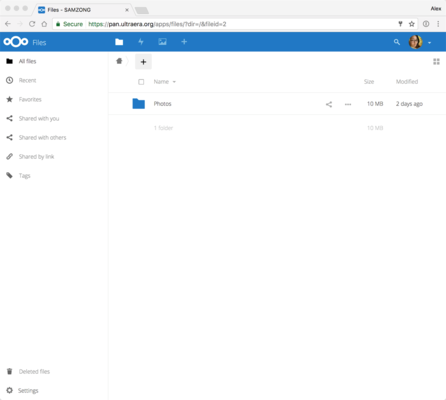 Files - SAMZONG
Alex
Secure
https://pan.ultraera.org/apps/files/?dir=/&fileid=2
Files
All files
Recent
Favorites
Shared with you
Shared with others
Shared by link
Tags
Name
Size
Modified
Photos
10 MB
2 days ago
1 folder
10 MB
Deleted files
Settings